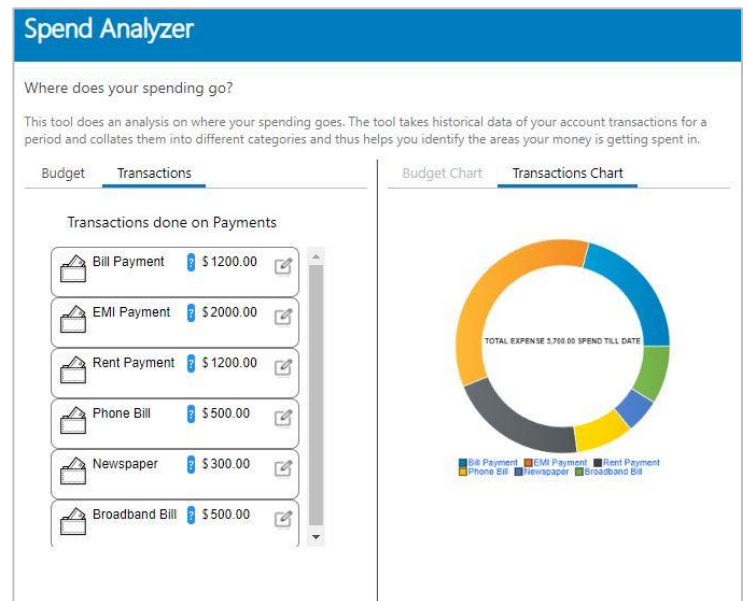 Spend Analyzer
Where does your spending go?
This tool does an analysis on where your spending goes. The tool takes historical data of your account transactions for a
period and collates them into different categories and thus helps you identify the areas your money is getting spent in.
Budget Transactions
Transactions done on Payments
Bill Payment ? $1200.00
EMI Payment ? $2000.00
Rent Payment ? $1200.00
Phone Bill ? $500.00
Newspaper ? $300.00
Broadband Bill ? $500.00
Budget Chart Transactions Chart
TOTAL EXPENSE 5,700.00 SPEND TILL DATE
Bill Payment EMI Payment Rent Payment
Phone Bill Newspaper Broadband Bill